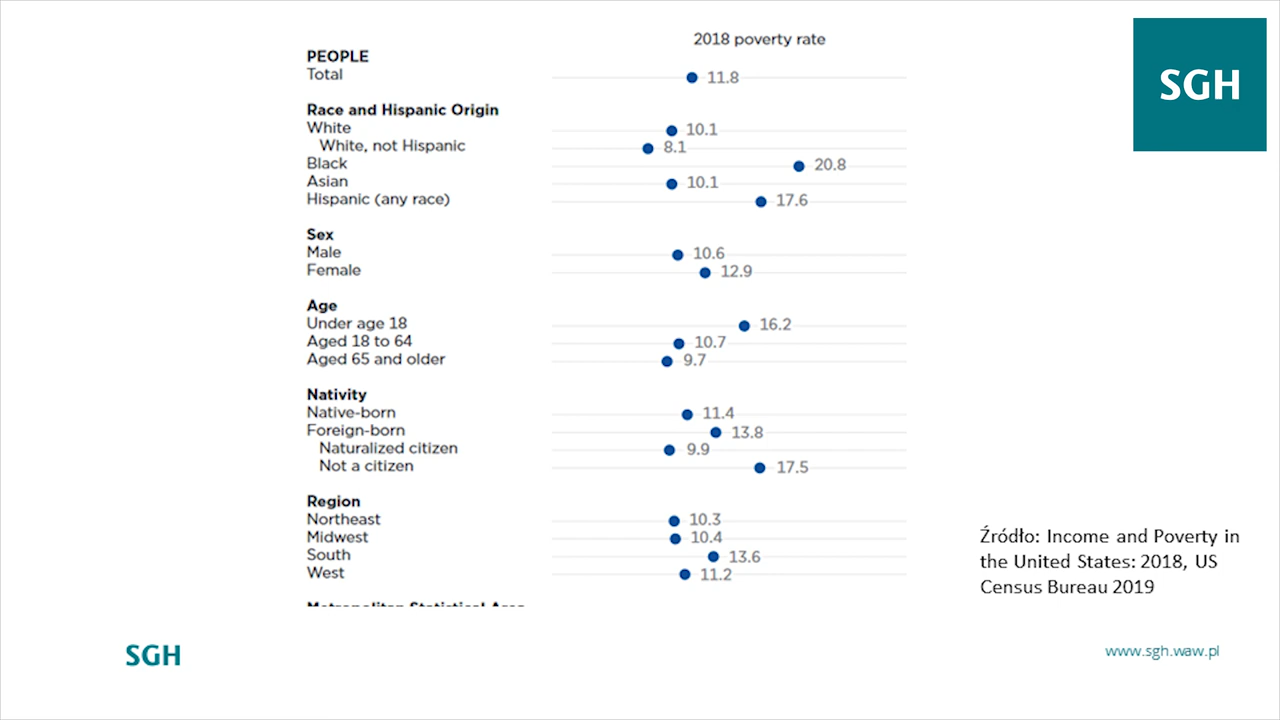 2018 poverty rate
SGH
PEOPLE
Total 11.8
Race and Hispanic Origin
White 10.1
White, not Hispanic 8.1
Black 20.8
Asian 10.1
Hispanic (any race) 17.6
Sex
Male 10.6
Female 12.9
Age
Under age 18 16.2
Aged 18 to 64 10.7
Aged 65 and older 9.7
Nativity
Native-born 11.4
Foreign-born 13.8
Naturalized citizen 9.9
Not a citizen 17.5
Region
Northeast 10.3
Midwest 10.4
South 13.6
West 11.2
Metropolitan Statistical Area
Źródło: Income and Poverty in
the United States: 2018, US
Census Bureau 2019
SGH
www.sgh.waw.pl